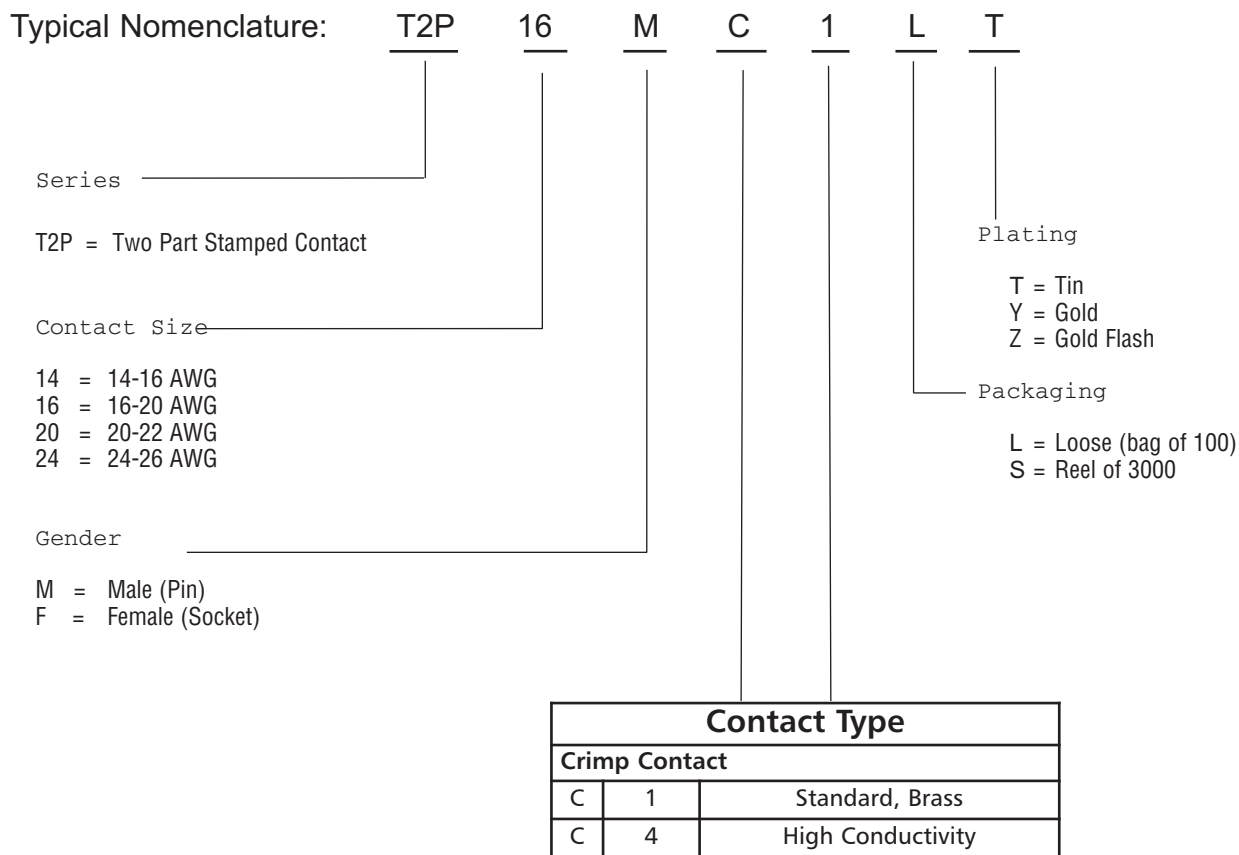 Typical Nomenclature: T2P 16 M C 1 L T
Series
T2P = Two Part Stamped Contact
Contact Size
14 = 14-16 AWG
16 = 16-20 AWG
20 = 20-22 AWG
24 = 24-26 AWG
Gender
M = Male (Pin)
F = Female (Socket)
Plating
T = Tin
Y = Gold
Z = Gold Flash
Packaging
L = Loose (bag of 100)
S = Reel of 3000
Contact Type
Crimp Contact
C 1 Standard, Brass
C 4 High Conductivity